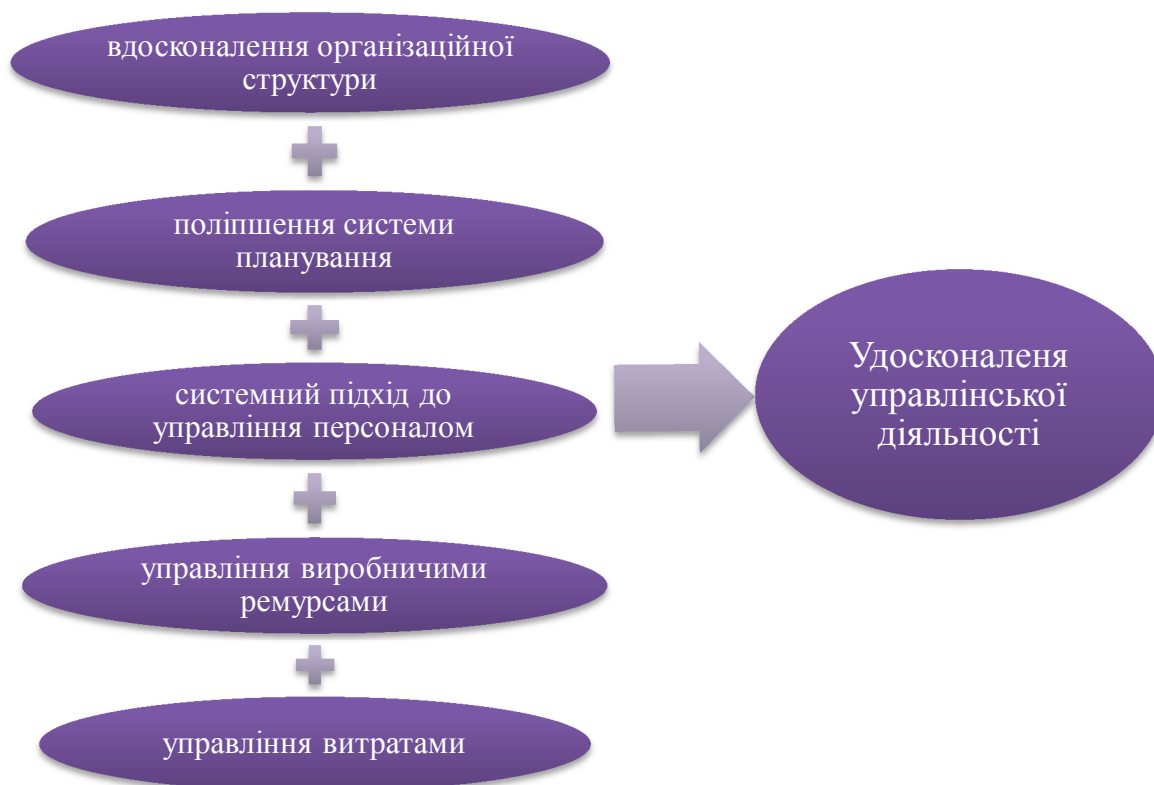 вдосконалення організаційної
структури
поліпшення системи
планування
системний підхід до
управління персоналом
управління виробничими
ремурсами
управління витратами
Удосконаленя
управлінської
діяльності